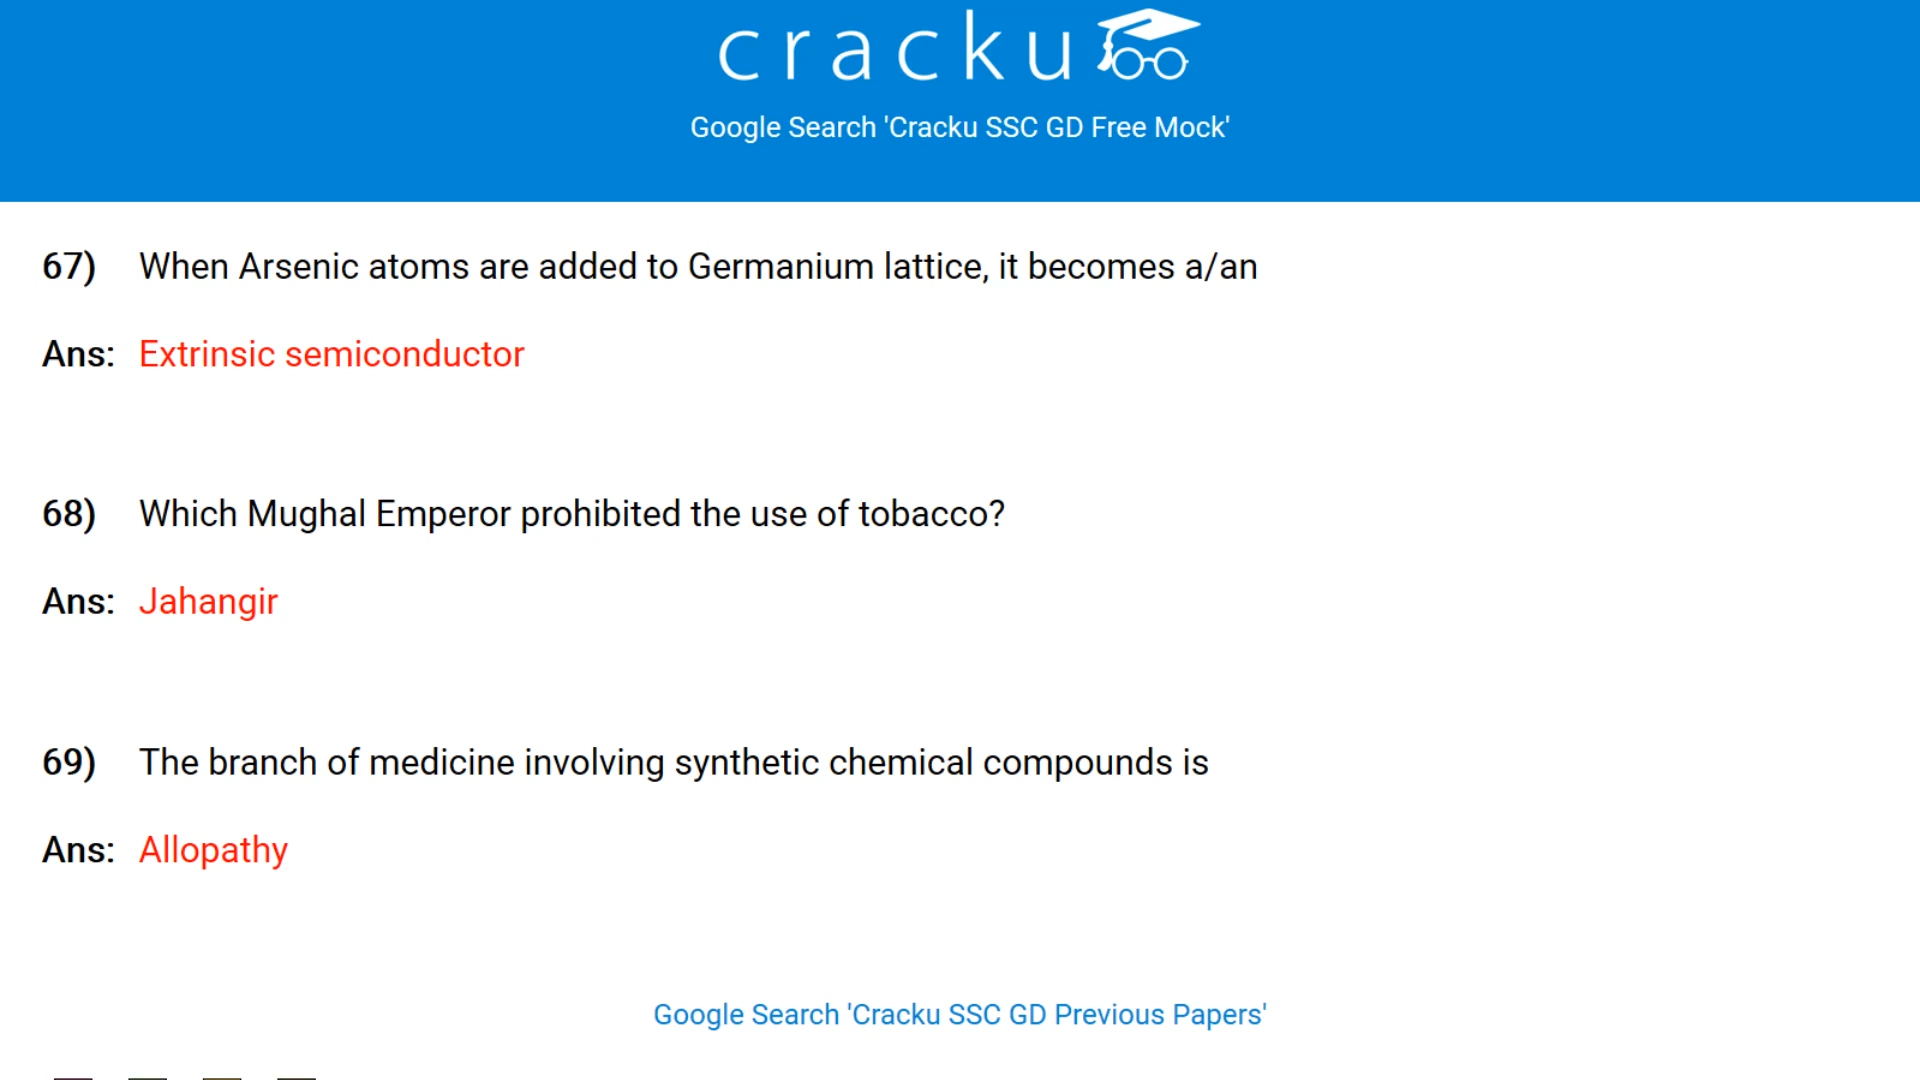 cracku
Google Search 'Cracku SSC GD Free Mock'
67) When Arsenic atoms are added to Germanium lattice, it becomes a/an
Ans: Extrinsic semiconductor
68) Which Mughal Emperor prohibited the use of tobacco?
Ans: Jahangir
69) The branch of medicine involving synthetic chemical compounds is
Ans: Allopathy
Google Search 'Cracku SSC GD Previous Papers'